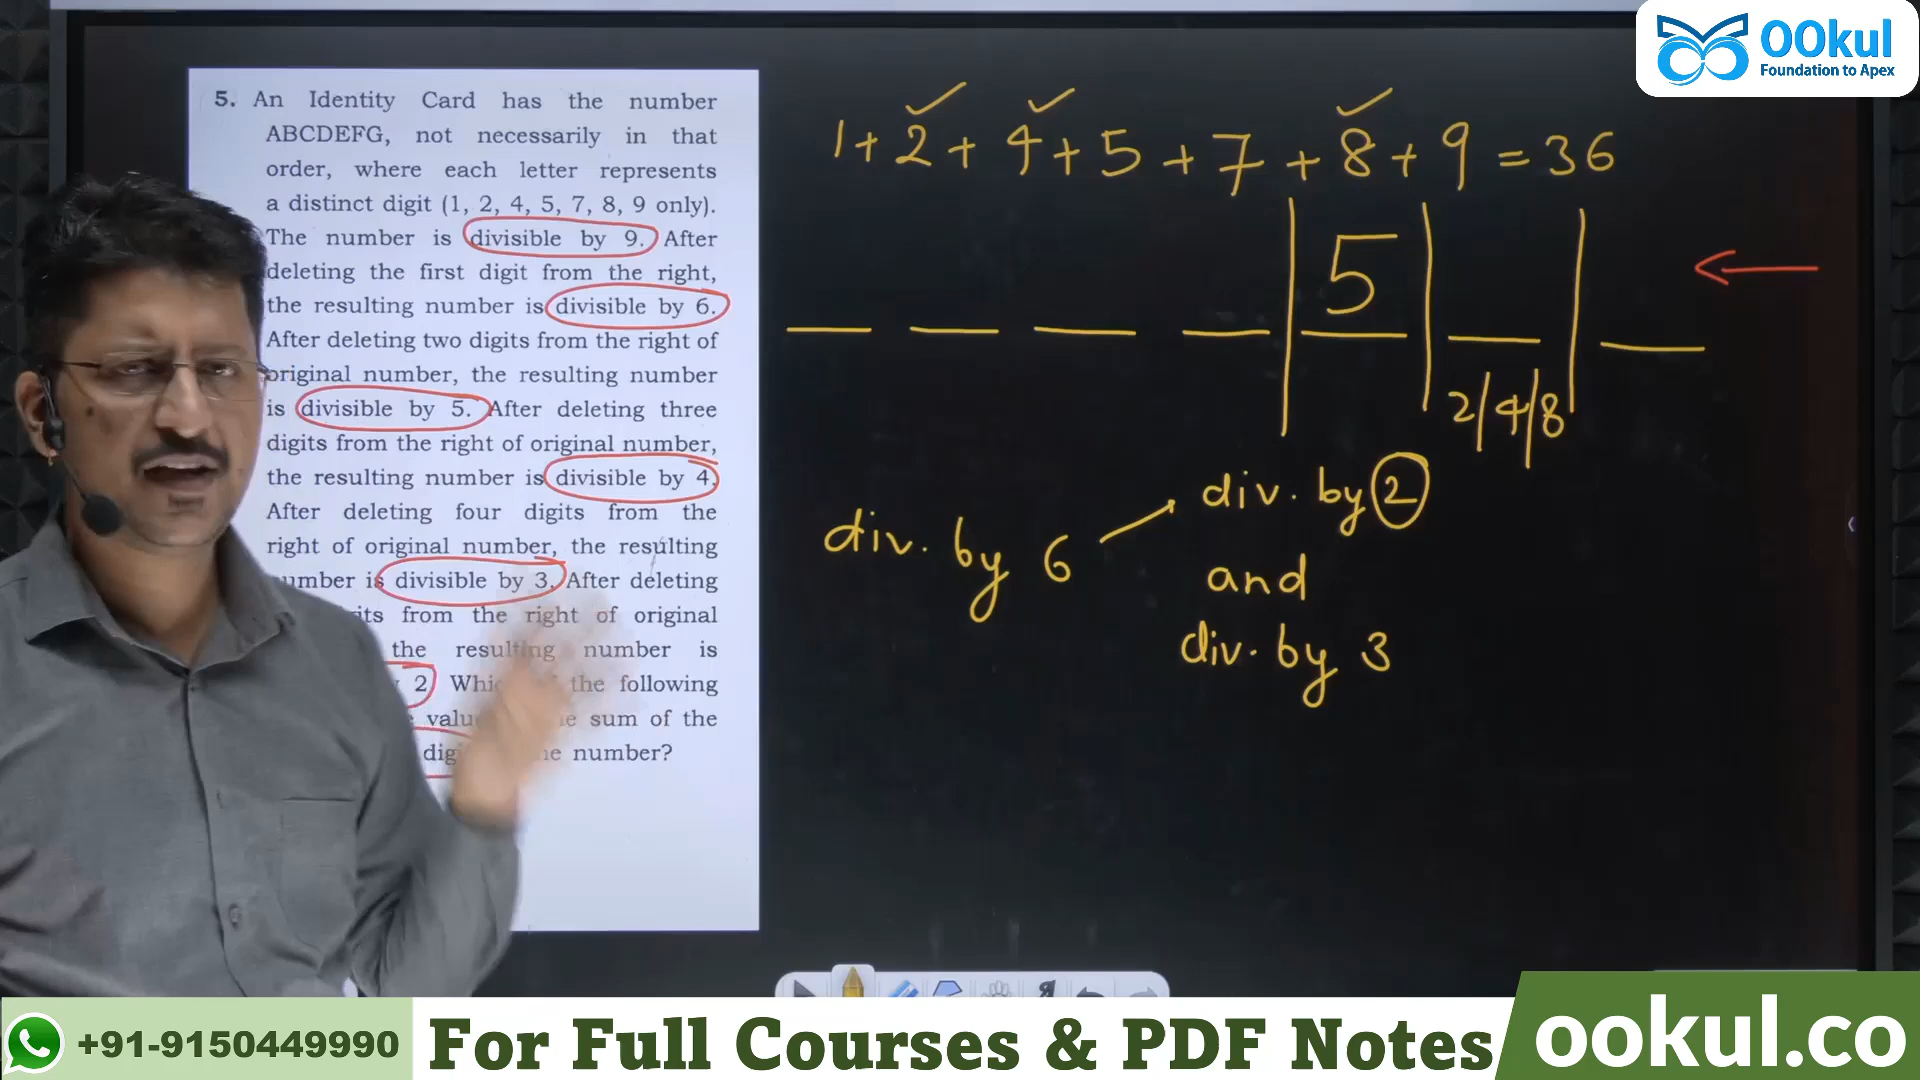 OOkul
Foundation to Apex
5. An Identity Card has the number
ABCDEFG, not necessarily in that
order, where each letter represents
a distinct digit (1, 2, 4, 5, 7, 8, 9 only).
The number is divisible by 9. After
deleting the first digit from the right,
the resulting number is divisible by 6.
After deleting two digits from the right of
original number, the resulting number
is divisible by 5. After deleting three
digits from the right of original number,
the resulting number is divisible by 4.
After deleting four digits from the
right of original number, the resulting
number is divisible by 3. After deleting
from the right of original
the resulting number is
2. Which of the following
value sum of the
number?
1 + 2 + 4 + 5 + 7 + 8 + 9 = 36
5
2/4/8
div. by 6
div. by 2
and
div. by 3
+91-9150449990
For Full Courses & PDF Notes
ookul.co